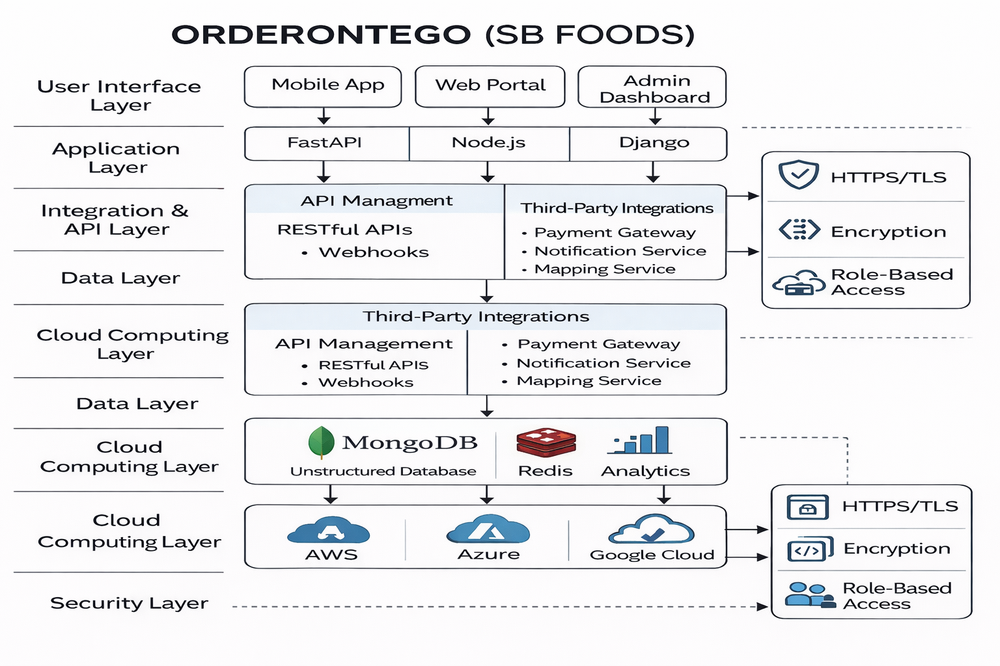 ORDERONTEGO (SB FOODS)
User Interface
Layer
Mobile App
Web Portal
Admin
Dashboard
Application
Layer
FastAPI
Node.js
Django
Integration &
API Layer
API Managment
RESTful APIs
• Webhooks
Third-Party Integrations
• Payment Gateway
• Notification Service
• Mapping Service
HTTPS/TLS
Encryption
Role-Based
Access
Data Layer
Cloud Computing
Layer
Third-Party Integrations
API Management
• RESTful APIs
• Webhooks
• Payment Gateway
• Notification Service
• Mapping Service
Data Layer
Cloud
Computing Layer
MongoDB
Unstructured Database
Redis
Analytics
Cloud
Computing Layer
AWS
Azure
Google Cloud
HTTPS/TLS
</>
Encryption
Role-Based
Access
Security Layer